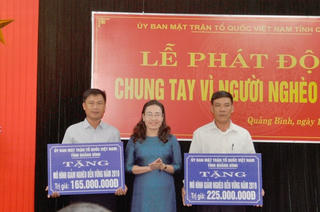 ỦY BAN MẶT TRẬN TỔ QUỐC VIỆT NAM TỈNH
LỄ PHÁT ĐỘ
CHUNG TAY VÌ NGƯỜI NGHÈO
Quảng Bình,
ỦY BAN MẶT TRẬN TỔ QUỐC VIỆT NAM
TỈNH QUẢNG BÌNH
TẶNG
MÔ HÌNH GIẢM NGHÈO BỀN VỮNG NĂM 2019
Trị giá: 165.000.000Đ
ỦY BAN MẶT TRẬN TỔ QUỐC VIỆT NAM
TỈNH QUẢNG BÌNH
TẶNG
MÔ HÌNH GIẢM NGHÈO BỀN VỮNG NĂM 2019
Trị giá: 225.000.000Đ